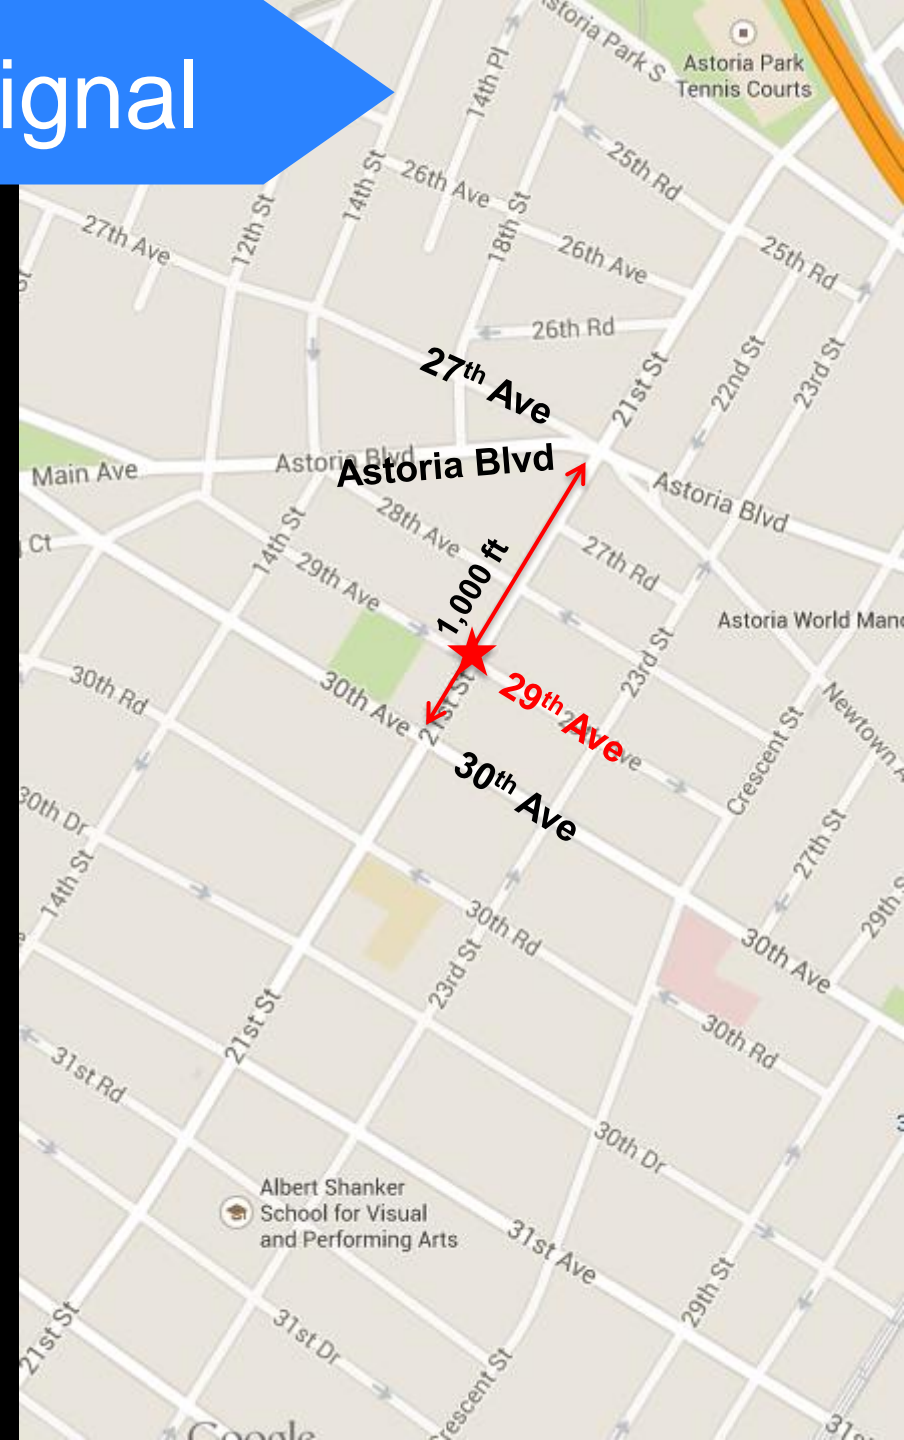 ignal
Astoria Park S
Astoria Park
Tennis Courts
14th Pl
25th Rd
26th Ave
14th St
12th St
18th St
27th Ave
26th Ave
25th Rd
26th Rd
21st St
22nd St
23rd St
27th Ave
Astoria Blvd
Astoria Blvd
Main Ave
Astoria Blvd
28th Ave
Ct
14th St
29th Ave
1,000 ft
27th Rd
Astoria World Mano
23rd St
30th Rd
30th Ave
21st St
29th Ave
29th Ave
Newtown A
Crescent St
30th Ave
30th Dr
27th St
14th St
29th S
30th Rd
30th Ave
23rd St
21st St
30th Rd
31st Rd
30th Dr
Albert Shanker
School for Visual
and Performing Arts
31st Ave
29th St
21st St
31st Dr
Crescent St
Google